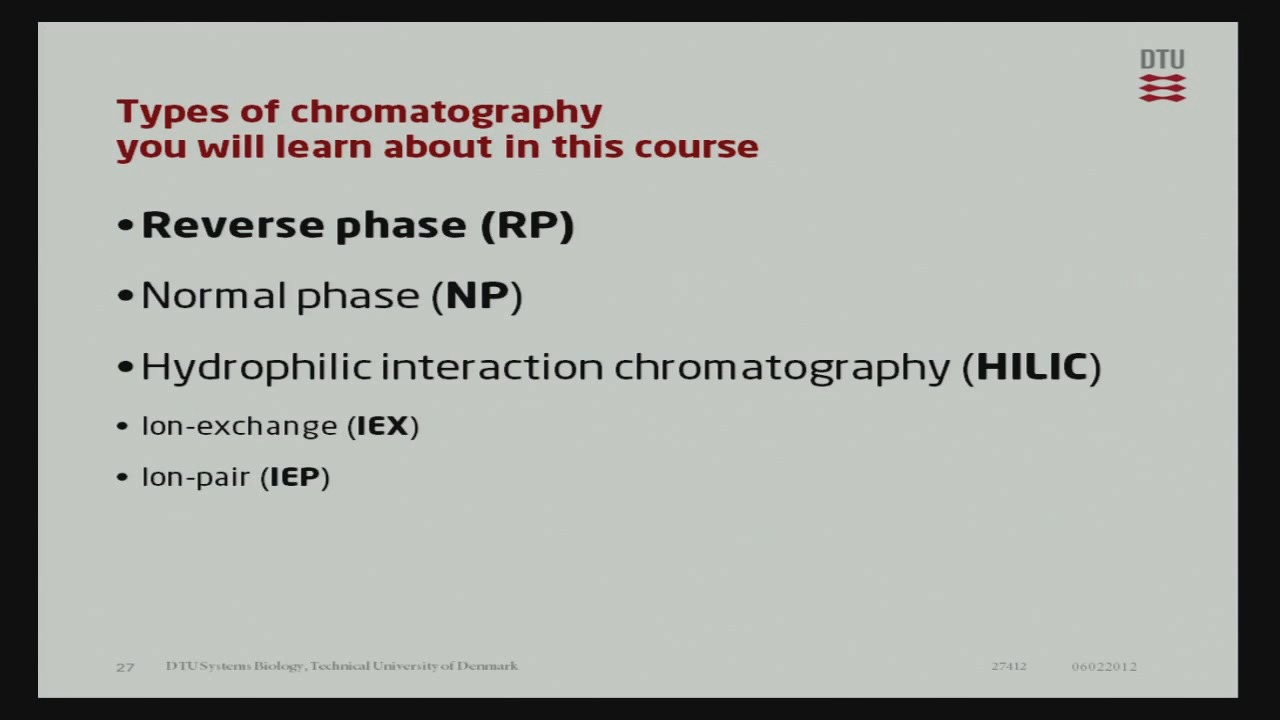 DTU
Types of chromatography
you will learn about in this course
• Reverse phase (RP)
• Normal phase (NP)
• Hydrophilic interaction chromatography (HILIC)
• Ion-exchange (IEX)
• Ion-pair (IEP)
27 DTU Systems Biology, Technical University of Denmark 27412 06022012